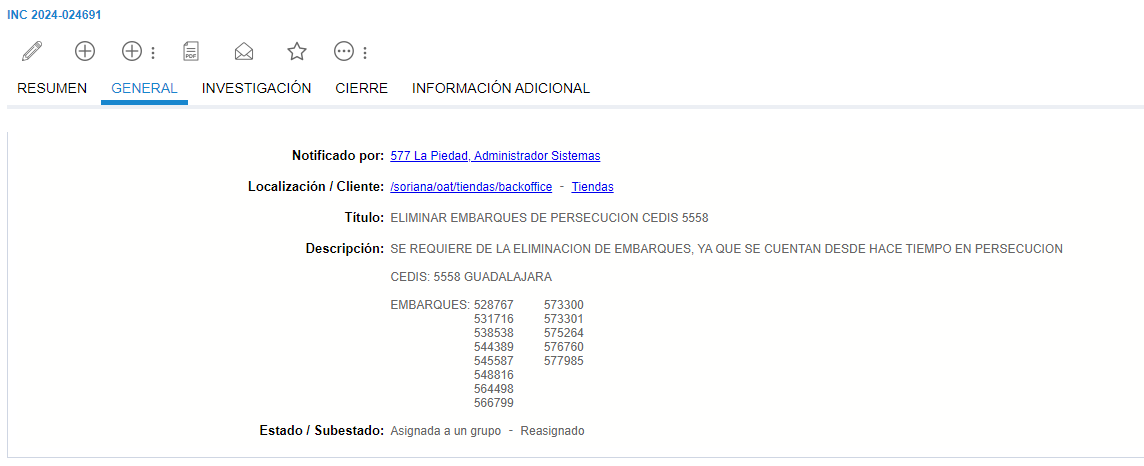 INC 2024-024691
PDF
RESUMEN GENERAL INVESTIGACIÓN CIERRE INFORMACIÓN ADICIONAL
Notificado por: 577 La Piedad, Administrador Sistemas
Localización / Cliente: /soriana/oat/tiendas/backoffice - Tiendas
Título: ELIMINAR EMBARQUES DE PERSECUCION CEDIS 5558
Descripción: SE REQUIERE DE LA ELIMINACION DE EMBARQUES, YA QUE SE CUENTAN DESDE HACE TIEMPO EN PERSECUCION
CEDIS: 5558 GUADALAJARA
EMBARQUES: 528767 573300
531716 573301
538538 575264
544389 576760
545587 577985
548816
564498
566799
Estado / Subestado: Asignada a un grupo - Reasignado